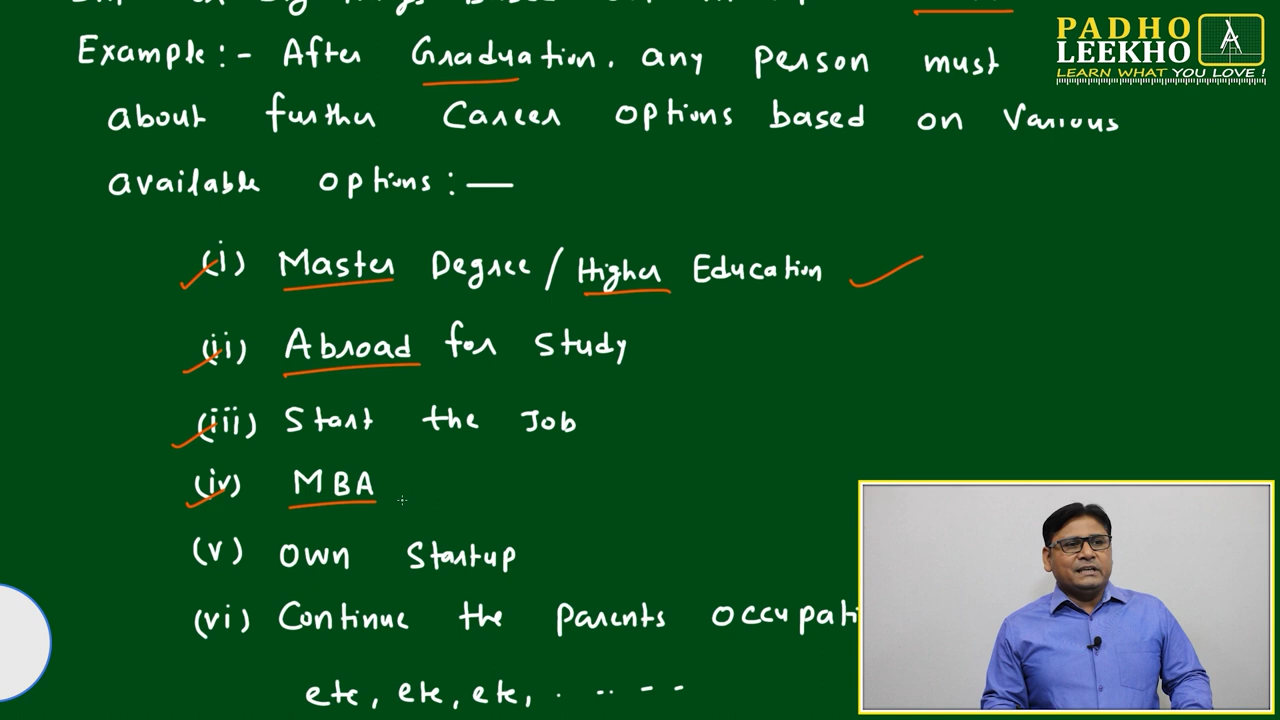 Example:- After Graduation, any person must
about further Career options based on various
available options:—
(i) Master Degree / Higher Education
(ii) Abroad for study
(iii) Start the Job
(iv) MBA
(v) Own Startup
(vi) Continue the parents
etc, etc, etc, . .. - -
PADHO
LEEKHO
LEARN WHAT YOU LOVE !